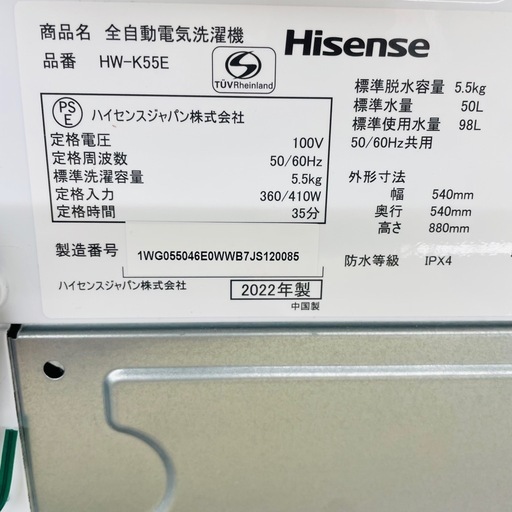 商品名 全自動電気洗濯機
品番 HW-K55E
S
TÜVRheinland
Hisense
PS
E
ハイセンスジャパン株式会社
定格電圧 100V
定格周波数 50/60Hz
標準洗濯容量 5.5kg
定格入力 360/410W
定格時間 35分
製造番号 1WG055046E0WWB7JS120085
ハイセンスジャパン株式会社 2022年製
中国製
標準脱水容量 5.5kg
標準水量 50L
標準使用水量 98L
50/60Hz共用
外形寸法
幅 540mm
奥行 540mm
高さ 880mm
防水等級 IPX4